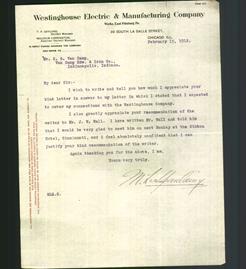 Westinghouse Electric & Manufacturing Company
Works, East Pittsburg, Pa.
39 SOUTH LA SALLE STREET,
CHICAGO, ILL.
February 13, 1912.
Mr. G. A. Van Camp
Van Camp Hdw. & Iron Co.,
Indianapolis, Indiana.
My dear Sir:-
I wish to write and tell you how much I appreciate your
kind letter in answer to my letter in which I stated that I expected
to enter my connections with the Westinghouse Company.
I also greatly appreciate your recommendation of the
writer to Mr. J. W. Hall. I have written Mr. Hall and told him
that I would be very glad to meet him on next Monday at the Sinton
Hotel, Cincinnati, and I feel absolutely confident that I can
justify your kind recommendation of the writer.
Again thanking you for the above, I am,
Yours very truly,